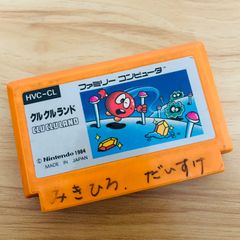 HVC-CL
ファミリー コンピュータ
クルクルランド
CLU CLU LAND
© Nintendo 1984
MADE IN JAPAN
みきひろ. だいすけ